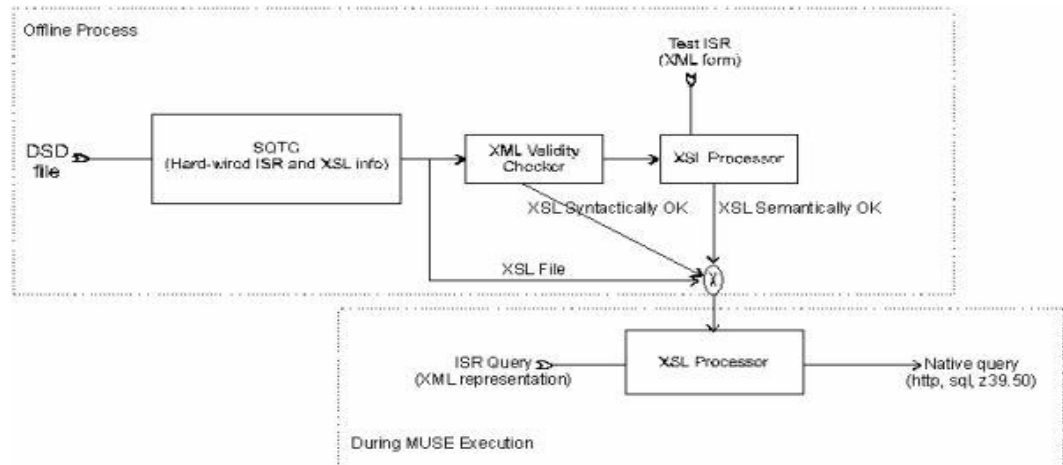 Offline Process
Test ISR
(XML form)
DSD
file
SQTG
(Hard-wired ISR and XSL info)
XML Validity
Checker
XSL Processor
XSL Syntactically OK
XSL Semantically OK
XSL File
X
ISR Query
(XML representation)
XSL Processor
Native query
(http, sql, z39.50)
During MUSE Execution